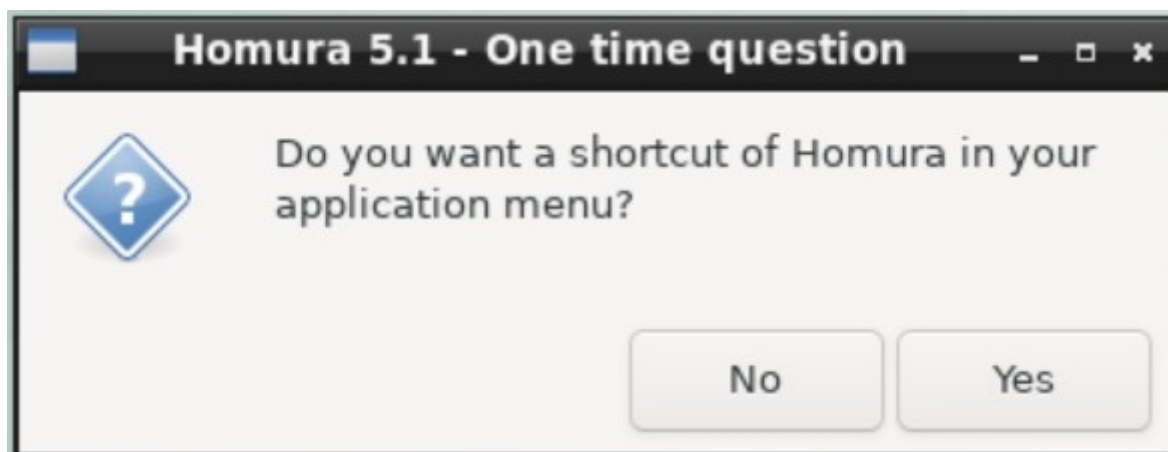 Homura 5.1 - One time question
Do you want a shortcut of Homura in your
application menu?
No
Yes